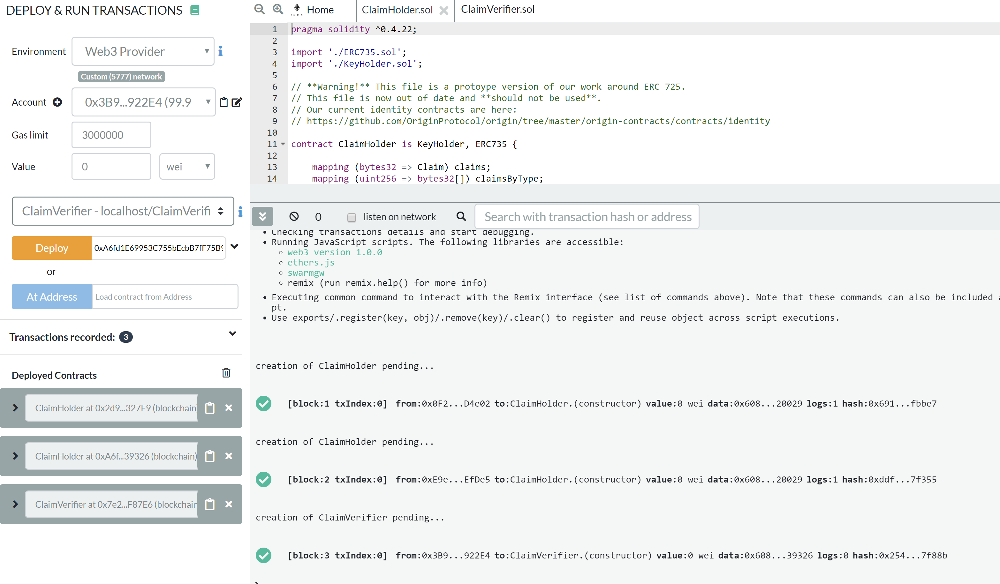 DEPLOY & RUN TRANSACTIONS
Environment
Web3 Provider
Custom (5777) network
Account
0x3B9...922E4 (99.9
Gas limit
3000000
Value
0
wei
ClaimVerifier - localhost/ClaimVerifi
Deploy
0xA6fd1E69953C755bEcbB7fF75B9
or
At Address
Load contract from Address
Transactions recorded: 3
Deployed Contracts
ClaimHolder at 0x2d9...327F9 (blockchain)
ClaimHolder at 0xA6f...39326 (blockchain)
ClaimVerifier at 0x7e2...F87E6 (blockchain
remix
Home
ClaimHolder.sol
ClaimVerifier.sol
1 pragma solidity ^0.4.22;
2
3 import './ERC735.sol';
4 import './KeyHolder.sol';
5
6 // **Warning!** This file is a protoype version of our work around ERC 725.
7 // This file is now out of date and **should not be used**.
8 // Our current identity contracts are here:
9 // https://github.com/OriginProtocol/origin/tree/master/origin-contracts/contracts/identity
10
11 contract ClaimHolder is KeyHolder, ERC735 {
12
13 mapping (bytes32 => Claim) claims;
14 mapping (uint256 => bytes32[]) claimsByType;
0
listen on network
Search with transaction hash or address
• Checking transactions details and start debugging.
• Running JavaScript scripts. The following libraries are accessible:
◦ web3 version 1.0.0
◦ ethers.js
◦ swarmgw
◦ remix (run remix.help() for more info)
• Executing common command to interact with the Remix interface (see list of commands above). Note that these commands can also be included
pt.
• Use exports/.register(key, obj)/.remove(key)/.clear() to register and reuse object across script executions.
creation of ClaimHolder pending...
[block:1 txIndex:0] from:0x0F2...D4e02 to:ClaimHolder.(constructor) value:0 wei data:0x608...20029 logs:1 hash:0x691...fbbe7
creation of ClaimHolder pending...
[block:2 txIndex:0] from:0xE9e...EfDe5 to:ClaimHolder.(constructor) value:0 wei data:0x608...20029 logs:1 hash:0xddf...7f355
creation of ClaimVerifier pending...
[block:3 txIndex:0] from:0x3B9...922E4 to:ClaimVerifier.(constructor) value:0 wei data:0x608...39326 logs:0 hash:0x254...7f88b